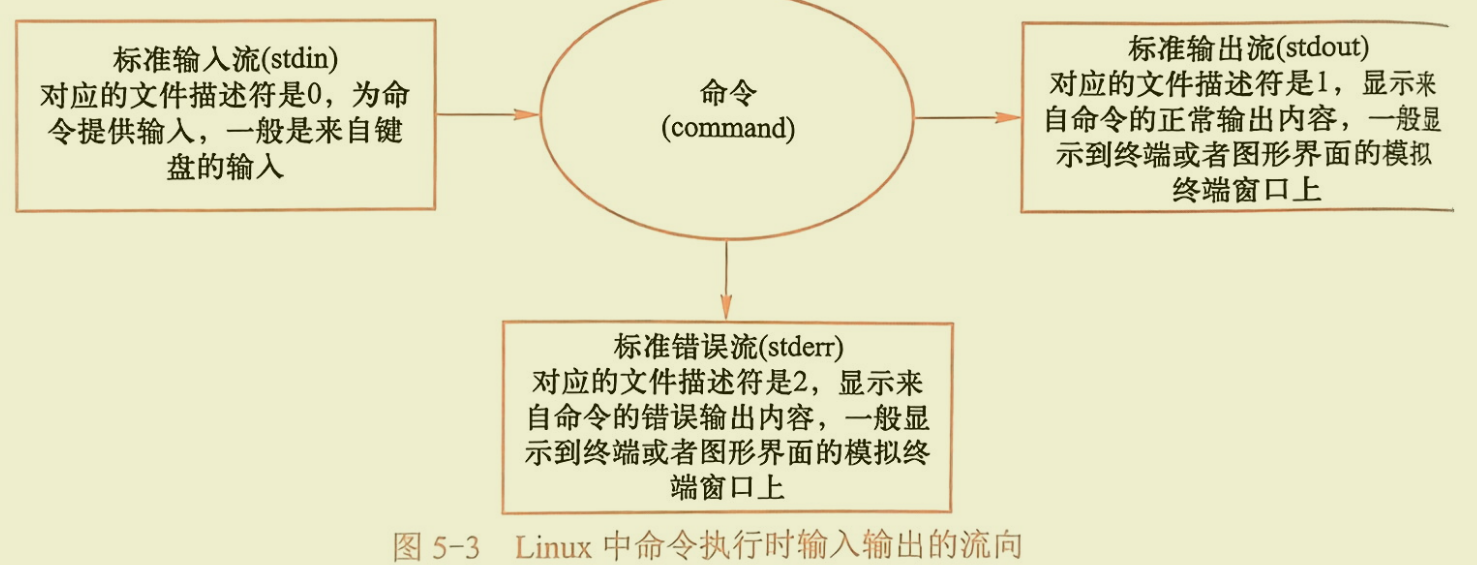 标准输入流(stdin)
对应的文件描述符是0，为命
令提供输入，一般是来自键
盘的输入
命令
(command)
标准输出流(stdout)
对应的文件描述符是1，显示来
自命令的正常输出内容，一般显
示到终端或者图形界面的模拟
终端窗口上
标准错误流(stderr)
对应的文件描述符是2，显示来
自命令的错误输出内容，一般显
示到终端或者图形界面的模拟终
端窗口上
图 5-3 Linux 中命令执行时输入输出的流向